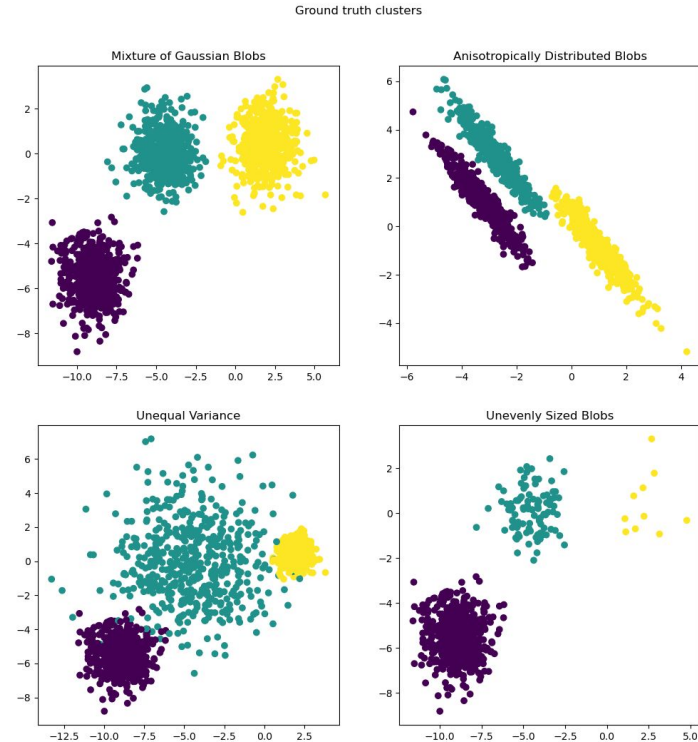 Ground truth clusters
Mixture of Gaussian Blobs
Anisotropically Distributed Blobs
2
0
−2
−4
−6
−8
−10.0 −7.5 −5.0 −2.5 0.0 2.5 5.0
6
4
2
0
−2
−4
−6 −4 −2 0 2 4
Unequal Variance
Unevenly Sized Blobs
6
4
2
0
−2
−4
−6
−8
−12.5 −10.0 −7.5 −5.0 −2.5 0.0 2.5
2
0
−2
−4
−6
−8
−10.0 −7.5 −5.0 −2.5 0.0 2.5 5.0